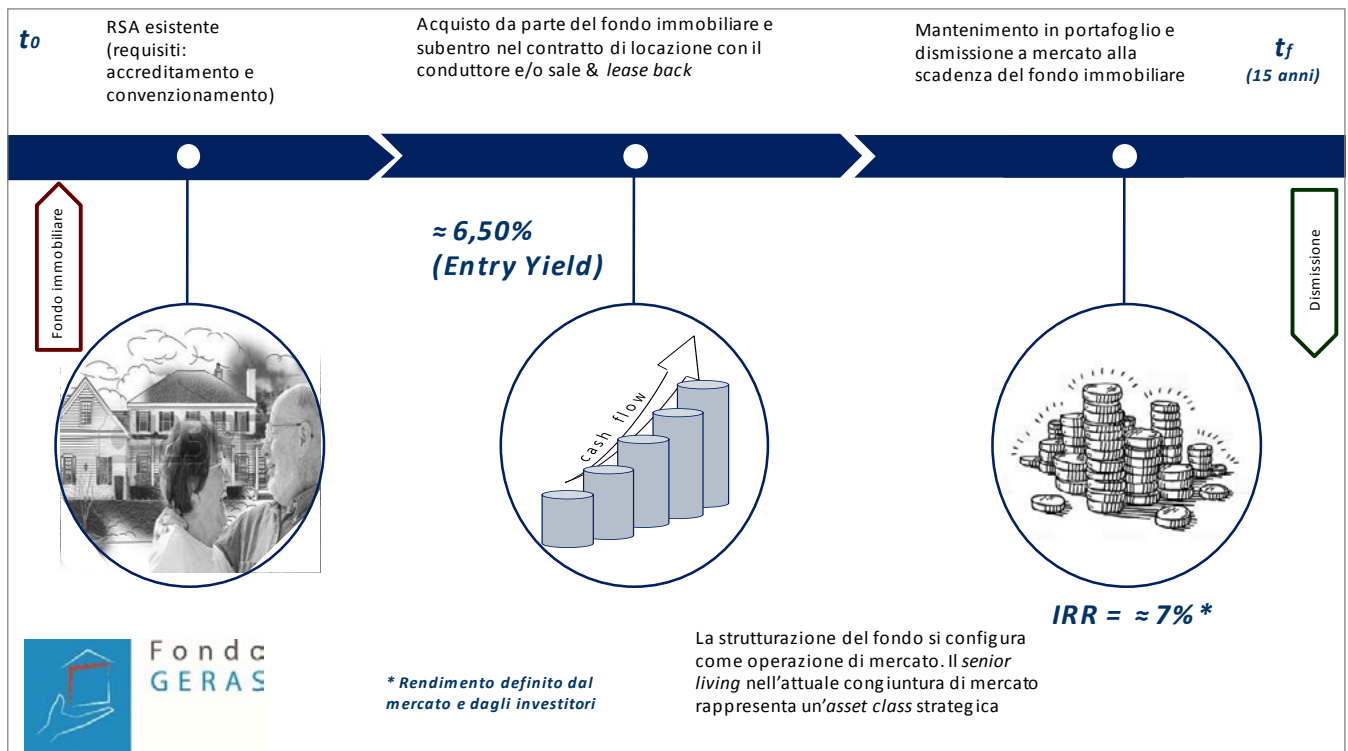 t0
RSA esistente
(requisiti:
accreditamento e
convenzionamento)
Acquisto da parte del fondo immobiliare e
subentro nel contratto di locazione con il
conduttore e/o sale & lease back
Mantenimento in portafoglio e
dismissione a mercato alla
scadenza del fondo immobiliare
tf
(15 anni)
Fondo immobiliare
≈ 6,50%
(Entry Yield)
Dismissione
cash flow
IRR = ≈ 7% *
Fondo
GERAS
* Rendimento definito dal
mercato e dagli investitori
La strutturazione del fondo si configura
come operazione di mercato. Il senior
living nell'attuale congiuntura di mercato
rappresenta un'asset class strategica